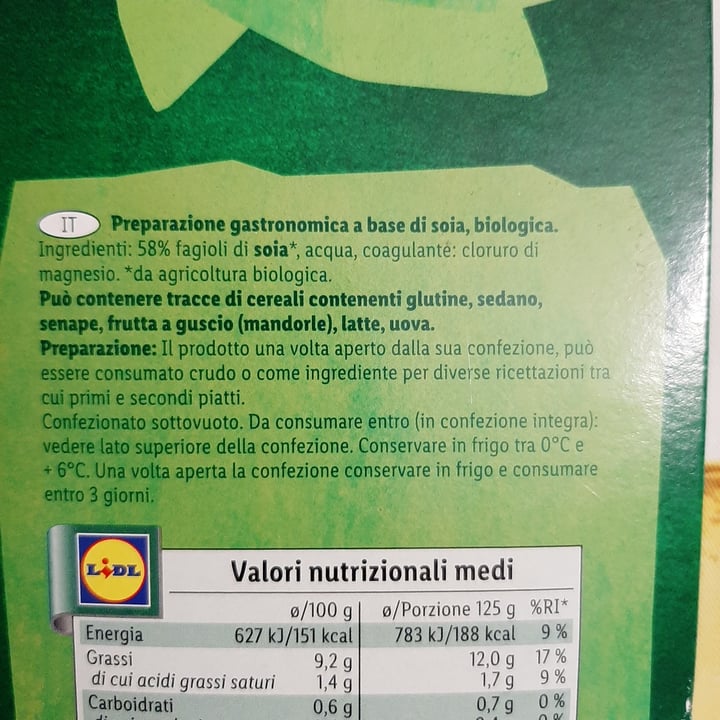 IT Preparazione gastronomica a base di soia, biologica.
Ingredienti: 58% fagioli di soia*, acqua, coagulante: cloruro di
magnesio. *da agricoltura biologica.
Può contenere tracce di cereali contenenti glutine, sedano,
senape, frutta a guscio (mandorle), latte, uova.
Preparazione: Il prodotto una volta aperto dalla sua confezione, può
essere consumato crudo o come ingrediente per diverse ricettazioni tra
cui primi e secondi piatti.
Confezionato sottovuoto. Da consumare entro (in confezione integra):
vedere lato superiore della confezione. Conservare in frigo tra 0°C e
+ 6°C. Una volta aperta la confezione conservare in frigo e consumare
entro 3 giorni.
LIDL
Valori nutrizionali medi
ø/100 g ø/Porzione 125 g %RI*
Energia 627 kJ/151 kcal 783 kJ/188 kcal 9 %
Grassi 9,2 g 12,0 g 17 %
di cui acidi grassi saturi 1,4 g 1,7 g 9 %
Carboidrati 0,6 g 0,7 g 0 %